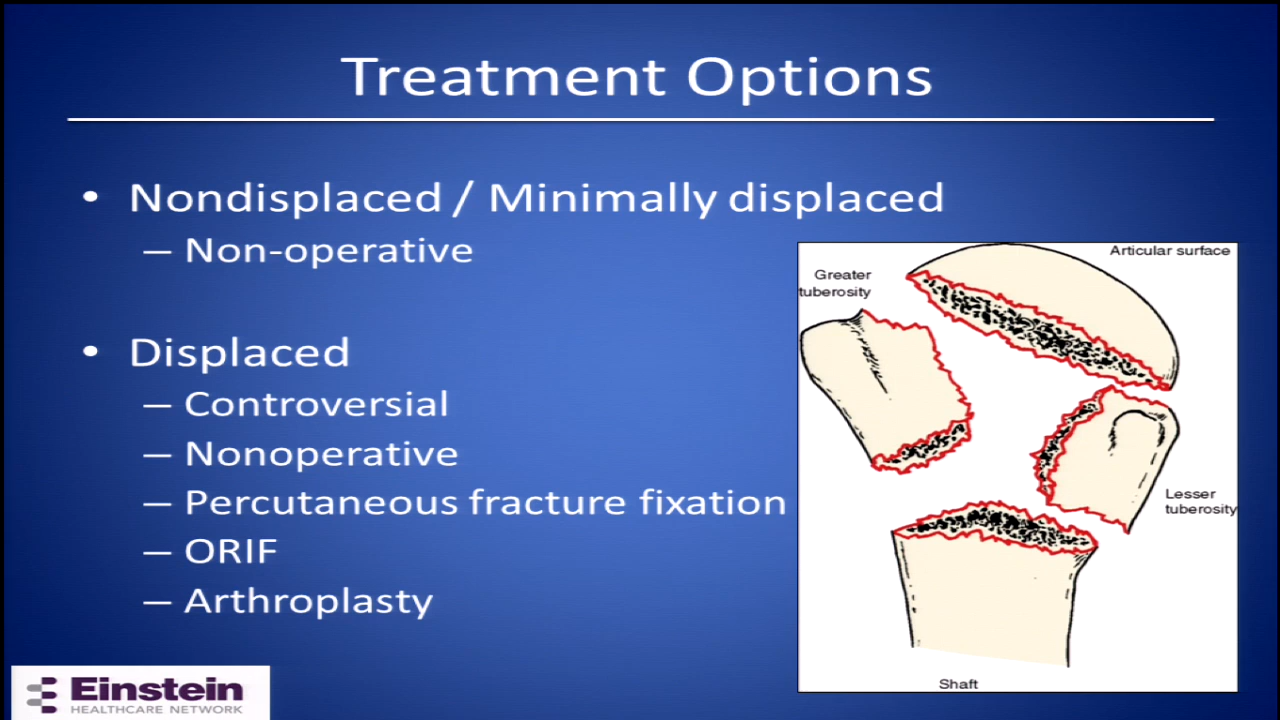 Treatment Options
• Nondisplaced / Minimally displaced
– Non-operative
• Displaced
– Controversial
– Nonoperative
– Percutaneous fracture fixation
– ORIF
– Arthroplasty
Articular surface
Greater
tuberosity
Lesser
tuberosity
Shaft
Einstein
HEALTHCARE NETWORK